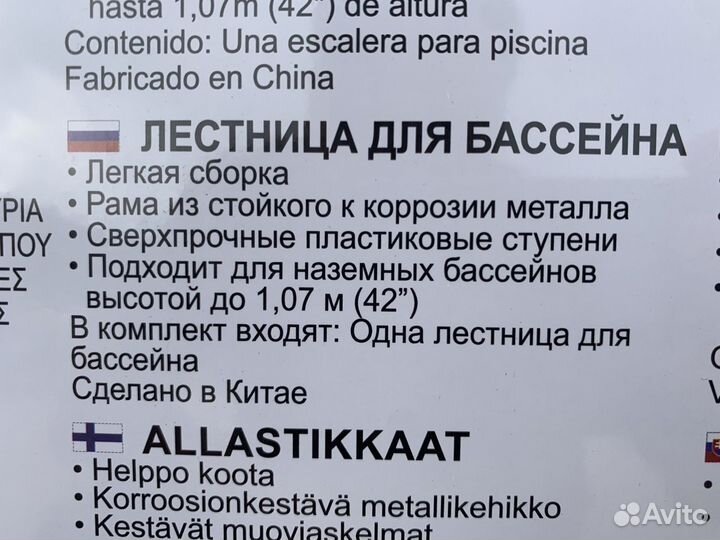 hasta 1,07m (42") de altura
Contenido: Una escalera para piscina
Fabricado en China
ЛЕСТНИЦА ДЛЯ БАССЕЙНА
• Легкая сборка
• Рама из стойкого к коррозии металла
• Сверхпрочные пластиковые ступени
• Подходит для наземных бассейнов
высотой до 1,07 м (42”)
В комплект входят: Одна лестница для
бассейна
Сделано в Китае
ALLASTIKKAAT
• Helppo koota
• Korroosionkestävä metallikehikko
• Kestävät muoviaskelmat
Avito